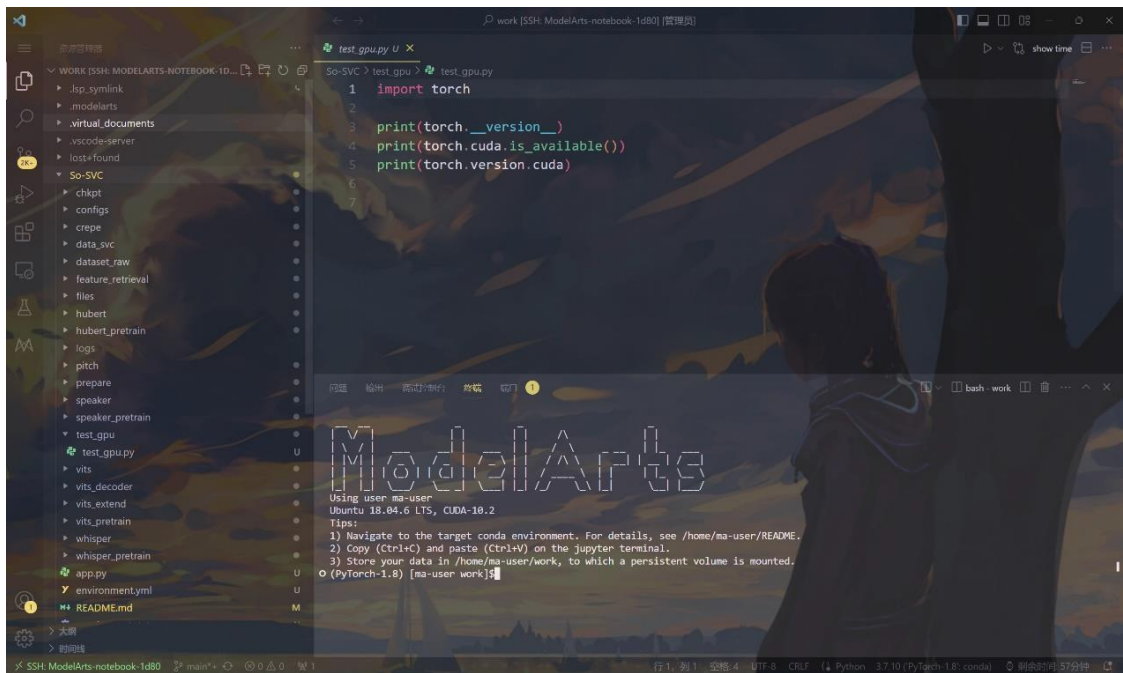 work [SSH: ModelArts-notebook-1d80] [管理员]
资源管理器
test_gpu.py U
show time
WORK [SSH: MODELARTS-NOTEBOOK-1D...
So-SVC > test_gpu > test_gpu.py
.lsp_symlink
.modelarts
.virtual_documents
.vscode-server
lost+found
So-SVC
chkpt
configs
crepe
data_svc
dataset_raw
feature_retrieval
files
hubert
hubert_pretrain
logs
pitch
prepare
speaker
speaker_pretrain
test_gpu
test_gpu.py U
vits
vits_decoder
vits_extend
vits_pretrain
whisper
whisper_pretrain
app.py U
environment.yml U
README.md M
大纲
时间线
2K+
1
1 import torch
2
3 print(torch.__version__)
4 print(torch.cuda.is_available())
5 print(torch.version.cuda)
6
7
问题 输出 调试控制台 终端 端口 1
bash - work
ModelArts
Using user ma-user
Ubuntu 18.04.6 LTS, CUDA-10.2
Tips:
1) Navigate to the target conda environment. For details, see /home/ma-user/README.
2) Copy (Ctrl+C) and paste (Ctrl+V) on the jupyter terminal.
3) Store your data in /home/ma-user/work, to which a persistent volume is mounted.
(PyTorch-1.8) [ma-user work]$
SSH: ModelArts-notebook-1d80 main*+ 0 0 1 行 1，列 1 空格: 4 UTF-8 CRLF Python 3.7.10 ('PyTorch-1.8': conda) 剩余时间: 57分钟